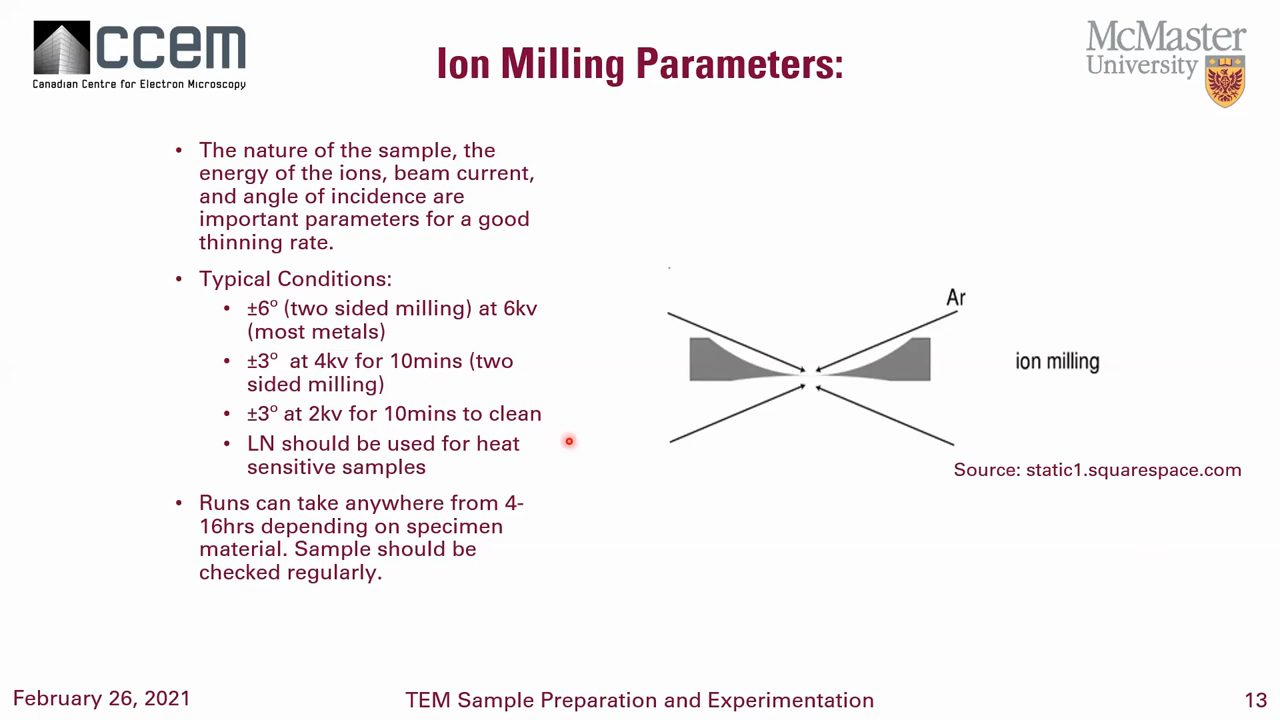 ccem
Canadian Centre for Electron Microscopy
Ion Milling Parameters:
McMaster
University
• The nature of the sample, the
energy of the ions, beam current,
and angle of incidence are
important parameters for a good
thinning rate.
• Typical Conditions:
• ±6º (two sided milling) at 6kv
(most metals)
• ±3º at 4kv for 10mins (two
sided milling)
• ±3º at 2kv for 10mins to clean
• LN should be used for heat
sensitive samples
• Runs can take anywhere from 4-
16hrs depending on specimen
material. Sample should be
checked regularly.
Ar
ion milling
Source: static1.squarespace.com
February 26, 2021
TEM Sample Preparation and Experimentation
13